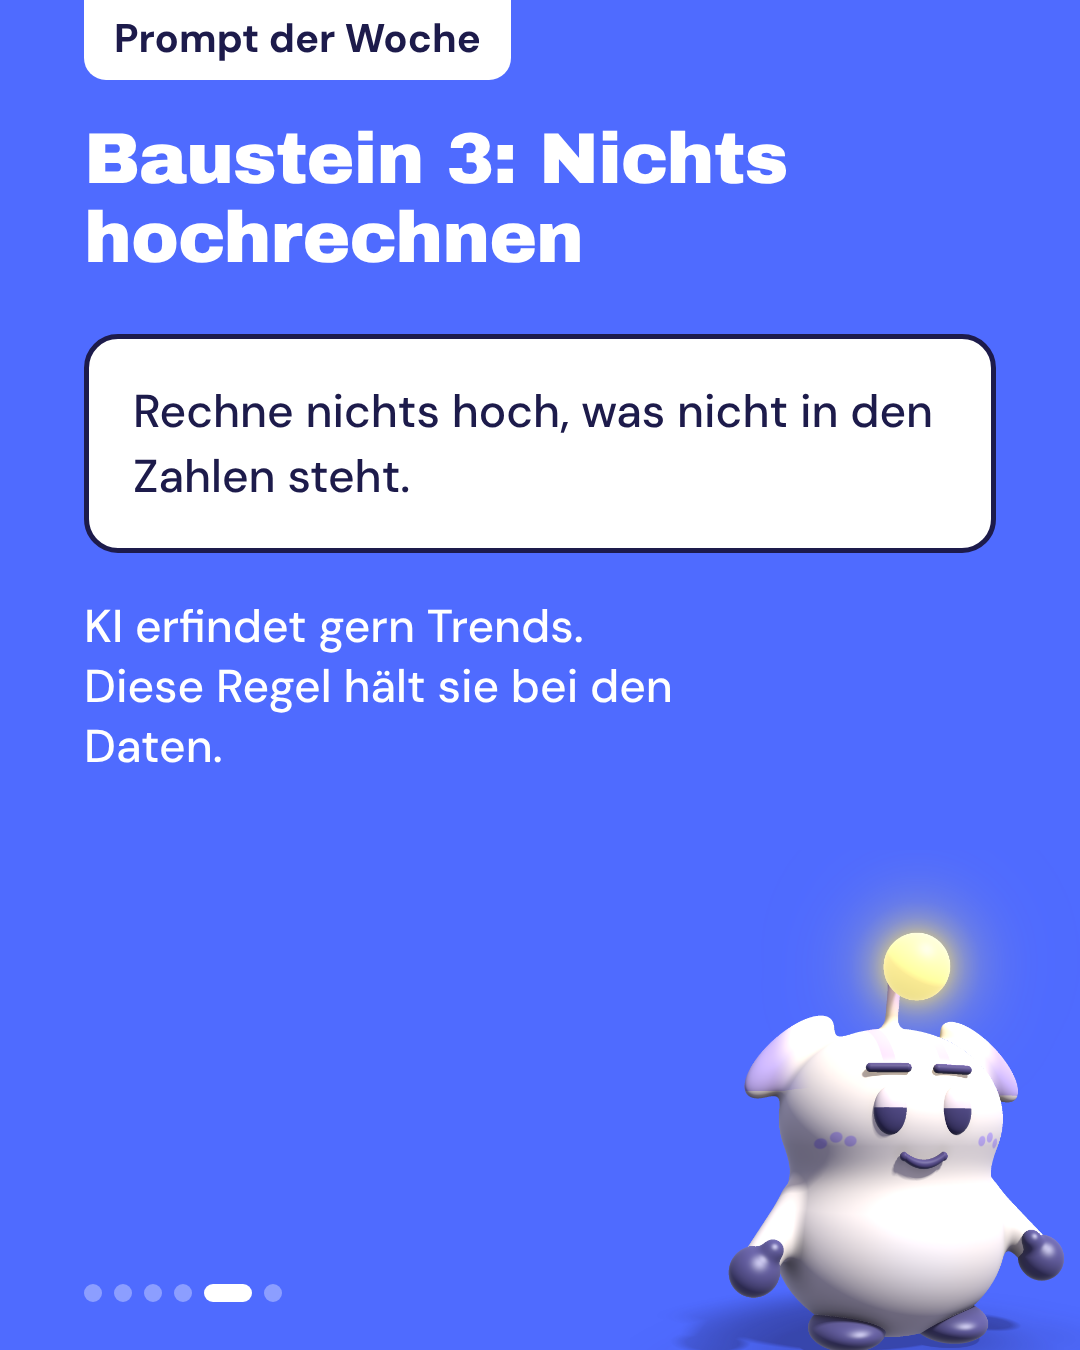 Prompt der Woche
Baustein 3: Nichts
hochrechnen
Rechne nichts hoch, was nicht in den
Zahlen steht.
KI erfindet gern Trends.
Diese Regel hält sie bei den
Daten.